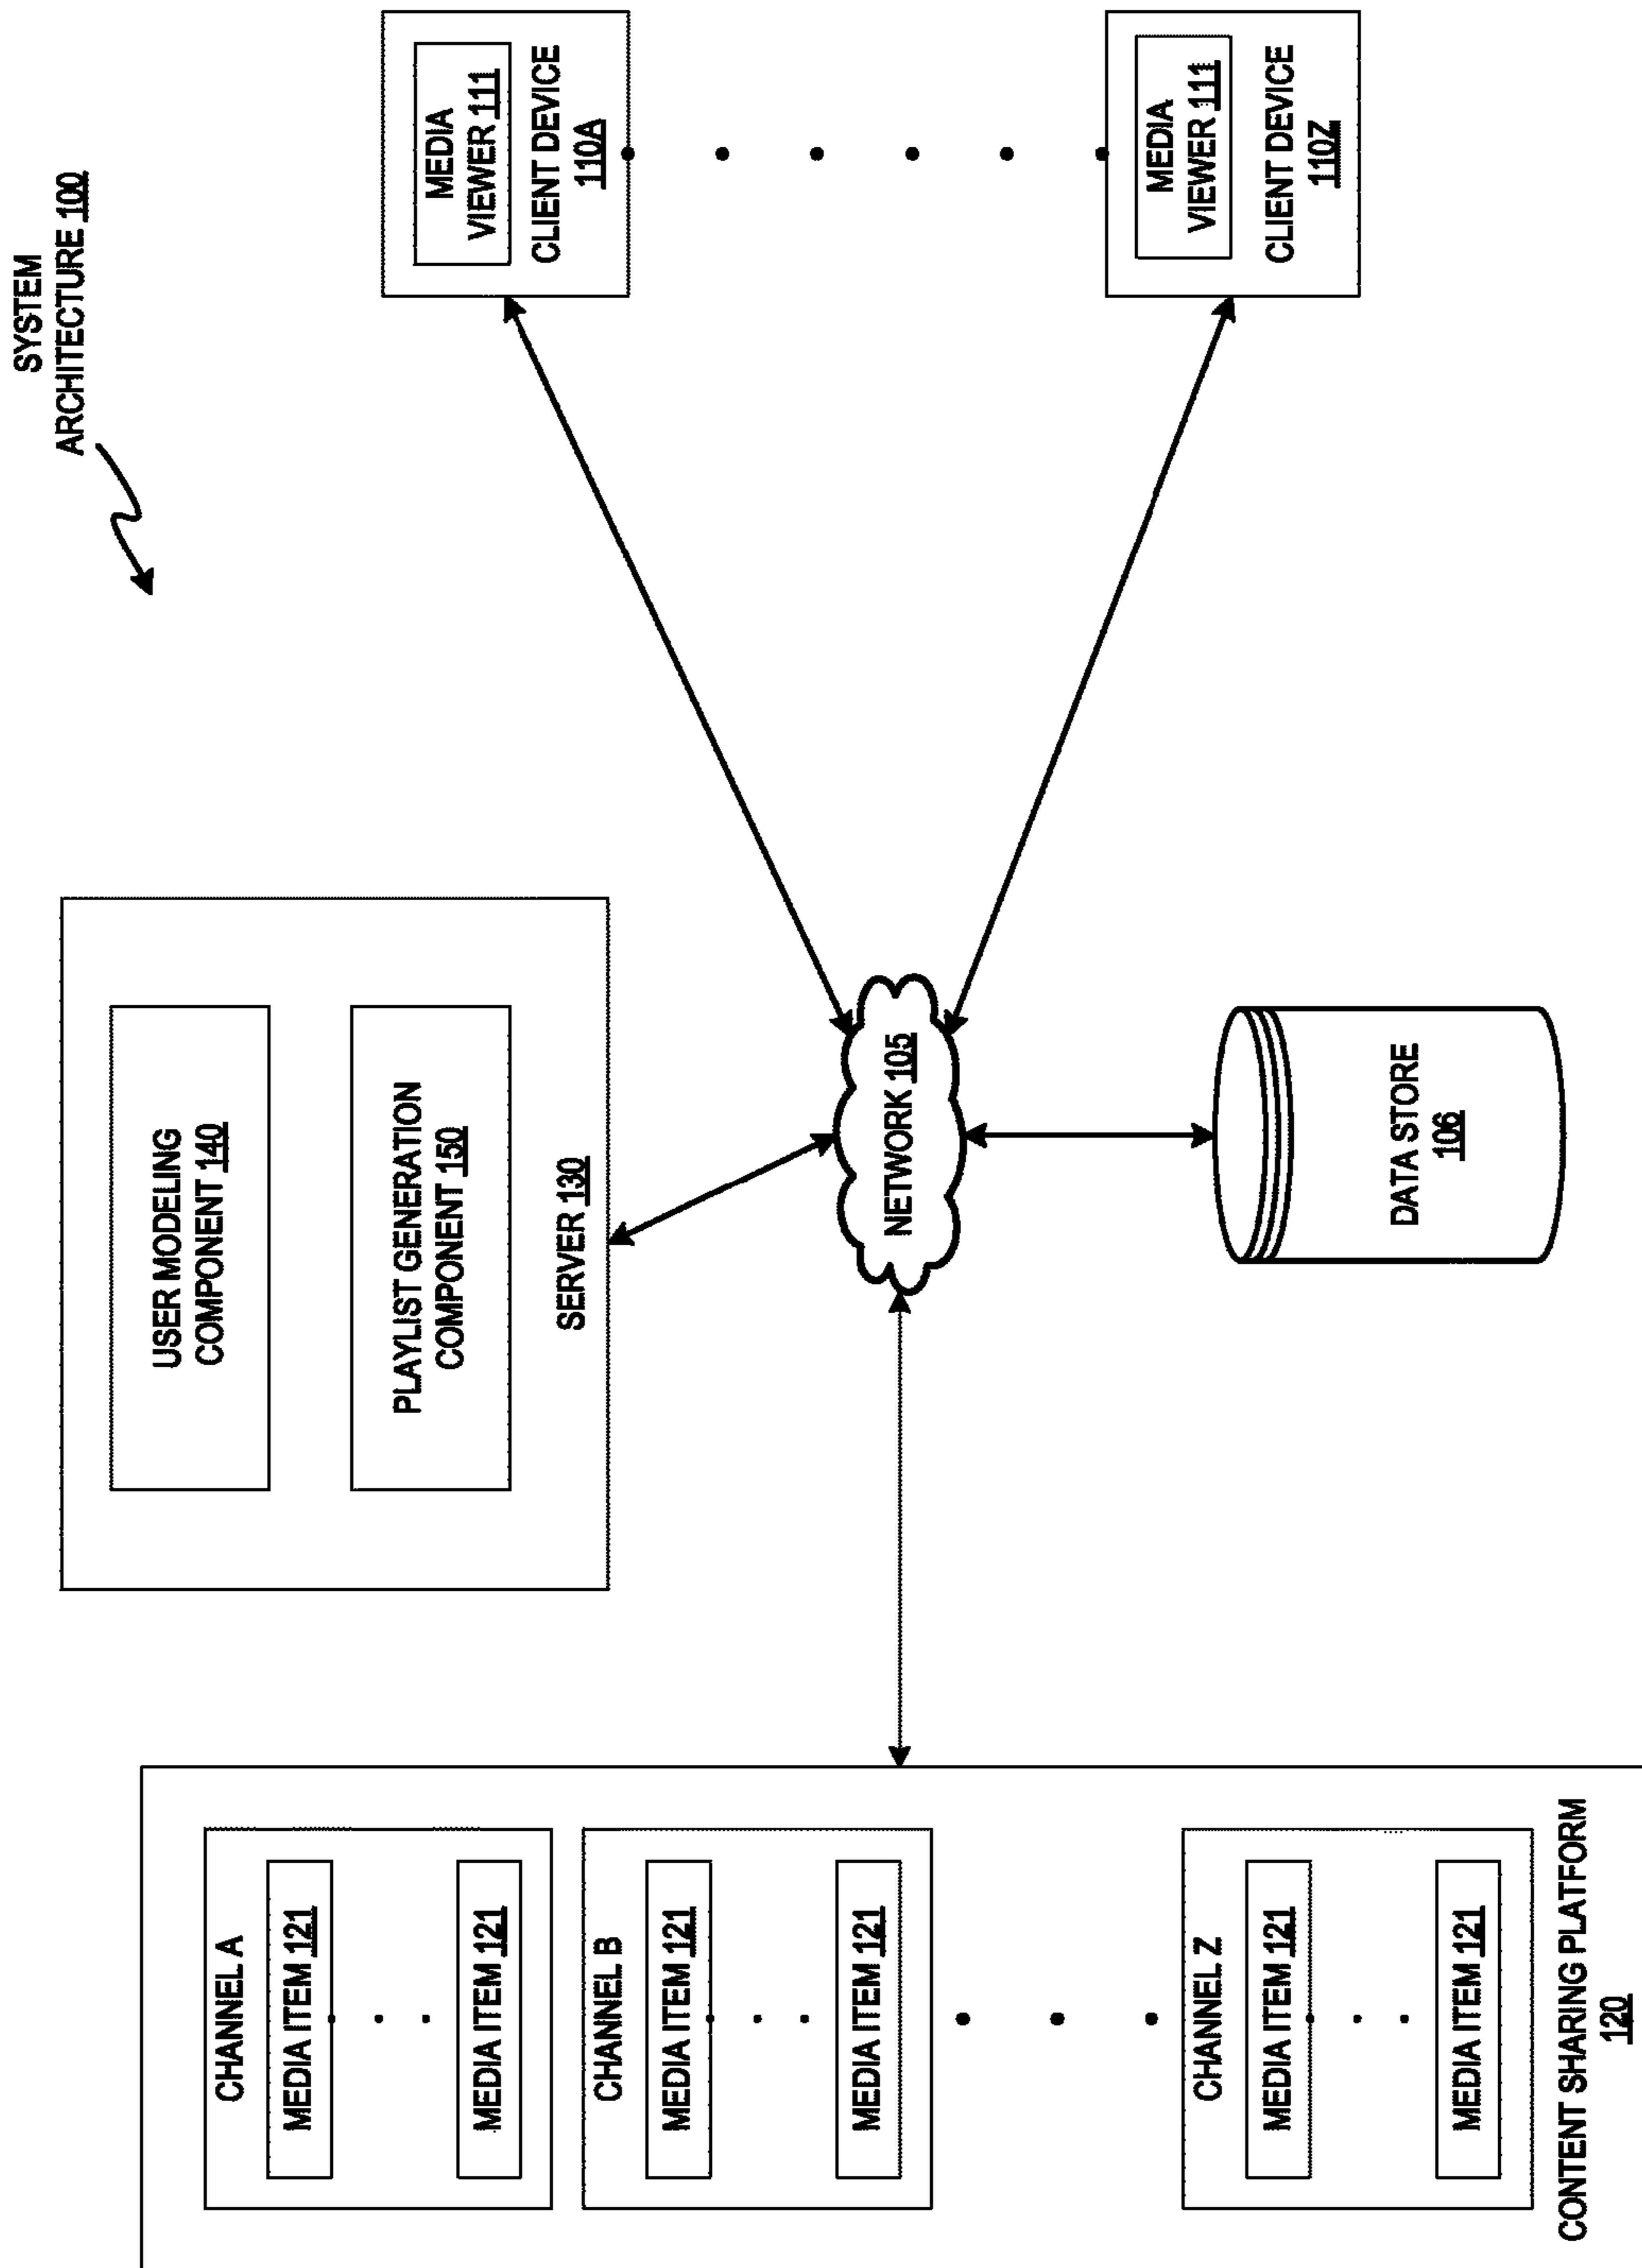 SYSTEM
ARCHITECTURE 100
CHANNEL A
MEDIA ITEM 121
MEDIA ITEM 121
CHANNEL B
MEDIA ITEM 121
MEDIA ITEM 121
CHANNEL Z
MEDIA ITEM 121
MEDIA ITEM 121
CONTENT SHARING PLATFORM
120
USER MODELING
COMPONENT 140
PLAYLIST GENERATION
COMPONENT 150
SERVER 130
NETWORK 105
DATA STORE
106
MEDIA
VIEWER 111
CLIENT DEVICE
110A
MEDIA
VIEWER 111
CLIENT DEVICE
110Z